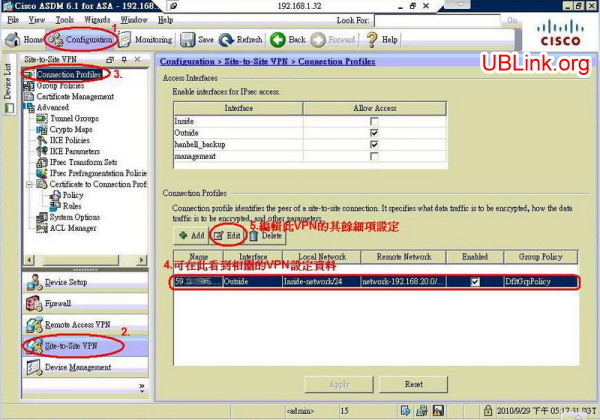 Cisco ASDM 6.1 for ASA - 192.168.
192.168.1.32
File View Tools Wizards Window Help
Look For:
Go
1.
Home
Configuration
Monitoring
Save
Refresh
Back
Forward
Help
CISCO
UBLink.org
Device List
Site-to-Site VPN
Connection Profiles
3.
Group Policies
Certificate Management
Advanced
Tunnel Groups
Crypto Maps
IKE Policies
IKE Parameters
IPsec Transform Sets
IPsec Prefragmentation Policie
Certificate to Connection Prof
Policy
Rules
System Options
ACL Manager
Device Setup
Firewall
Remote Access VPN
2.
Site-to-Site VPN
Device Management
Configuration > Site-to-Site VPN > Connection Profiles
Access Interfaces
Enable interfaces for IPsec access.
Interface Allow Access
Inside
Outside
hanbell_backup
management
Connection Profiles
Connection profile identifies the peer of a site-to-site connection. It specifies what data traffic is to be encrypted, how the data
traffic is to be encrypted, and other parameters.
5.編輯此VPN的其餘細項設定
Add
Edit
Delete
Name Interface Local Network Remote Network Enabled Group Policy
4.可在此看到相關的VPN設定資料
59. Outside Inside-network/24 network-192.168.20.0/ DfltGrpPolicy
Apply
Reset
<admin>
15
2010/9/29 下午 05:17:31